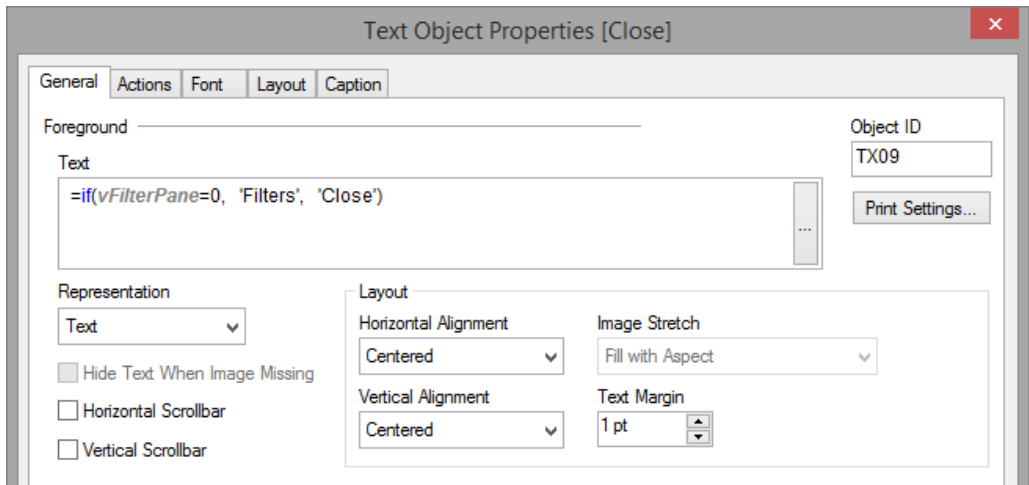 Text Object Properties [Close]
General Actions Font Layout Caption
Foreground
Object ID
TX09
Text
=if(vFilterPane=0, 'Filters', 'Close')
...
Print Settings...
Representation
Text
Layout
Horizontal Alignment Image Stretch
Centered Fill with Aspect
Hide Text When Image Missing
Vertical Alignment Text Margin
Horizontal Scrollbar
Centered 1 pt
Vertical Scrollbar